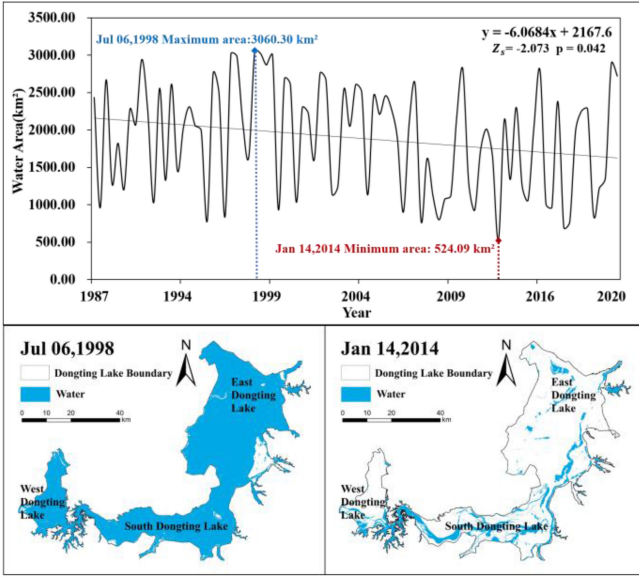 3500.00
3000.00
2500.00
2000.00
1500.00
1000.00
500.00
0.00
Water Area(km²)
Jul 06,1998 Maximum area:3060.30 km²
y = -6.0684x + 2167.6
Zs= -2.073 p = 0.042
Jan 14,2014 Minimum area: 524.09 km²
1987 1994 1999 2004 2009 2016 2020
Year
Jul 06,1998
Dongting Lake Boundary
Water
0 10 20 40
km
N
East
Dongting
Lake
West
Dongting
Lake
South Dongting Lake
Jan 14,2014
Dongting Lake Boundary
Water
0 10 20 40
km
N
East
Dongting
Lake
West
Dongting
Lake
South Dongting Lake